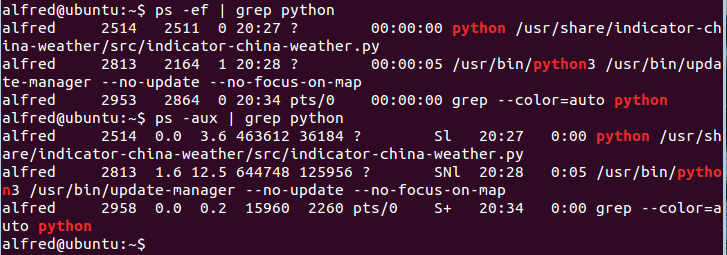 alfred@ubuntu:~$ ps -ef | grep python
alfred     2514   2511  0 20:27 ?        00:00:00 python /usr/share/indicator-ch
ina-weather/src/indicator-china-weather.py
alfred     2813   2164  1 20:28 ?        00:00:05 /usr/bin/python3 /usr/bin/upda
te-manager --no-update --no-focus-on-map
alfred     2953   2864  0 20:34 pts/0    00:00:00 grep --color=auto python
alfred@ubuntu:~$ ps -aux | grep python
alfred     2514  0.0  3.6 463612 36184 ?        Sl   20:27   0:00 python /usr/sh
are/indicator-china-weather/src/indicator-china-weather.py
alfred     2813  1.6 12.5 644748 125956 ?       SNl  20:28   0:05 /usr/bin/pytho
n3 /usr/bin/update-manager --no-update --no-focus-on-map
alfred     2958  0.0  0.2  15960  2260 pts/0    S+   20:34   0:00 grep --color=a
uto python
alfred@ubuntu:~$